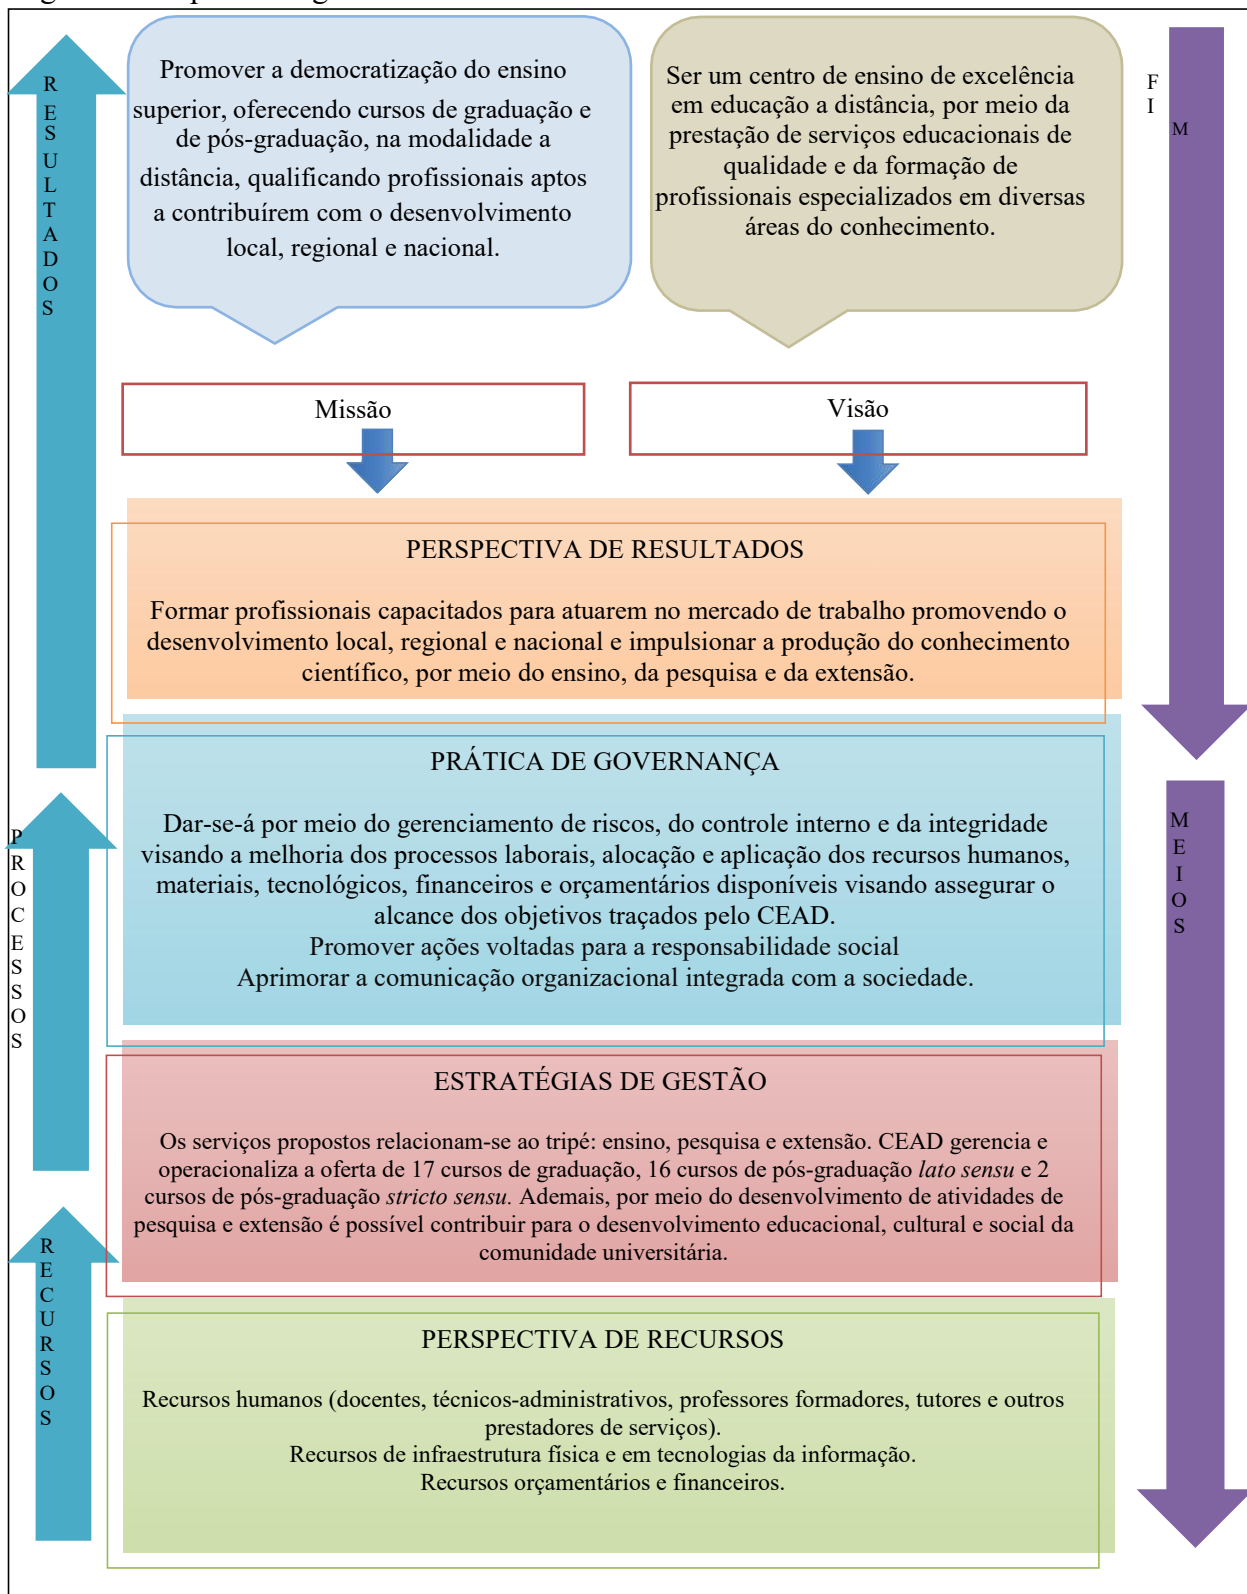 R
E
S
U
L
T
A
D
O
S
Promover a democratização do ensino
superior, oferecendo cursos de graduação e
de pós-graduação, na modalidade a
distância, qualificando profissionais aptos
a contribuírem com o desenvolvimento
local, regional e nacional.
Ser um centro de ensino de excelência
em educação a distância, por meio da
prestação de serviços educacionais de
qualidade e da formação de
profissionais especializados em diversas
áreas do conhecimento.
F
I
M
Missão
Visão
PERSPECTIVA DE RESULTADOS
Formar profissionais capacitados para atuarem no mercado de trabalho promovendo o
desenvolvimento local, regional e nacional e impulsionar a produção do conhecimento
científico, por meio do ensino, da pesquisa e da extensão.
P
R
O
C
E
S
S
O
S
PRÁTICA DE GOVERNANÇA
Dar-se-á por meio do gerenciamento de riscos, do controle interno e da integridade
visando a melhoria dos processos laborais, alocação e aplicação dos recursos humanos,
materiais, tecnológicos, financeiros e orçamentários disponíveis visando assegurar o
alcance dos objetivos traçados pelo CEAD.
Promover ações voltadas para a responsabilidade social
Aprimorar a comunicação organizacional integrada com a sociedade.
M
E
I
O
S
ESTRATÉGIAS DE GESTÃO
Os serviços propostos relacionam-se ao tripé: ensino, pesquisa e extensão. CEAD gerencia e
operacionaliza a oferta de 17 cursos de graduação, 16 cursos de pós-graduação lato sensu e 2
cursos de pós-graduação stricto sensu. Ademais, por meio do desenvolvimento de atividades de
pesquisa e extensão é possível contribuir para o desenvolvimento educacional, cultural e social da
comunidade universitária.
R
E
C
U
R
S
O
S
PERSPECTIVA DE RECURSOS
Recursos humanos (docentes, técnicos-administrativos, professores formadores, tutores e outros
prestadores de serviços).
Recursos de infraestrutura física e em tecnologias da informação.
Recursos orçamentários e financeiros.